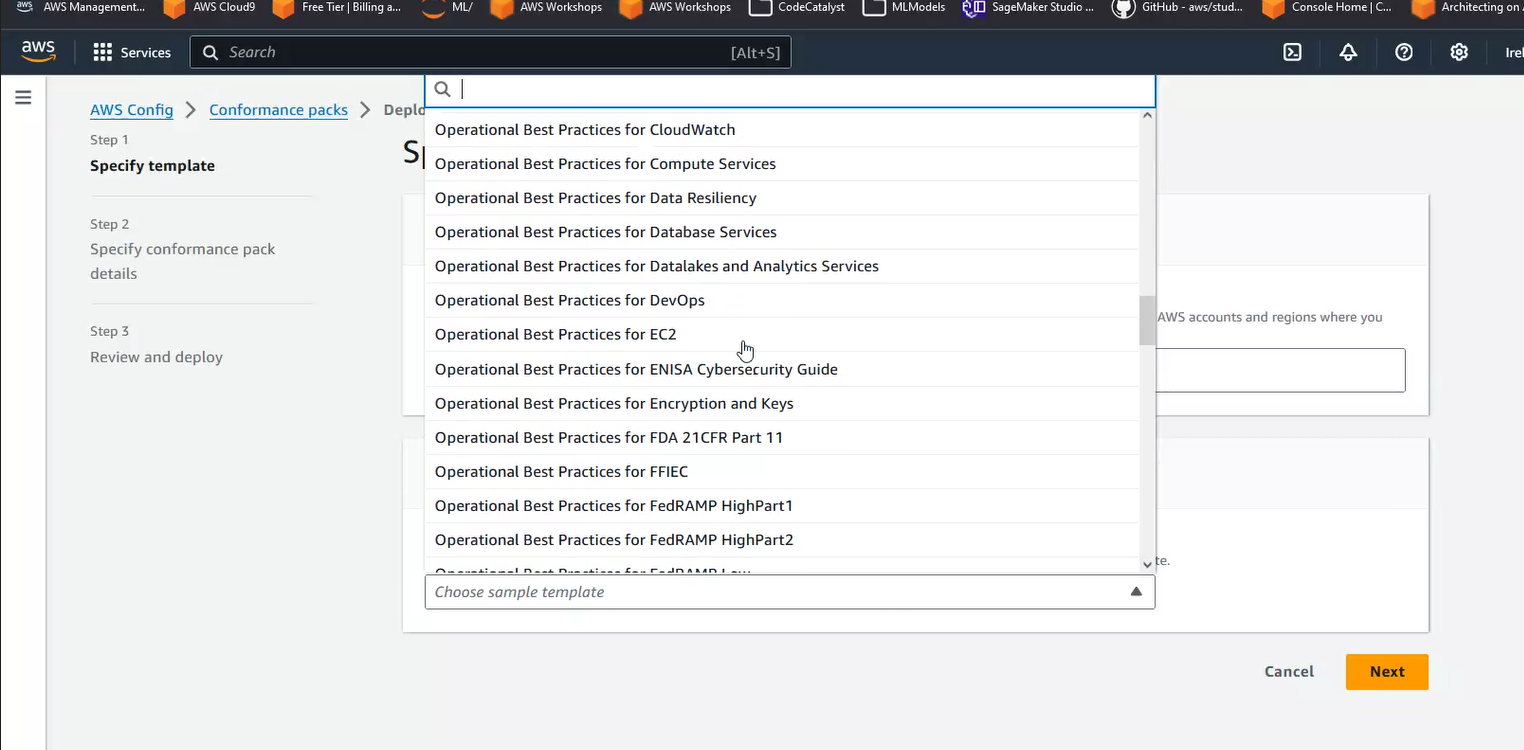 aws AWS Management... AWS Cloud9 Free Tier | Billing a... ML/ AWS Workshops AWS Workshops CodeCatalyst MLModels SageMaker Studio ... GitHub - aws/stud... Console Home | C... Architecting on
aws Services Search [Alt+S] Irel
AWS Config > Conformance packs > Deplo
Step 1
Specify template
Step 2
Specify conformance pack
details
Step 3
Review and deploy
Sp
Operational Best Practices for CloudWatch
Operational Best Practices for Compute Services
Operational Best Practices for Data Resiliency
Operational Best Practices for Database Services
Operational Best Practices for Datalakes and Analytics Services
Operational Best Practices for DevOps
Operational Best Practices for EC2
Operational Best Practices for ENISA Cybersecurity Guide
Operational Best Practices for Encryption and Keys
Operational Best Practices for FDA 21CFR Part 11
Operational Best Practices for FFIEC
Operational Best Practices for FedRAMP HighPart1
Operational Best Practices for FedRAMP HighPart2
Operational Best Practices for FedRAMP Low
AWS accounts and regions where you
te.
Choose sample template
Cancel Next